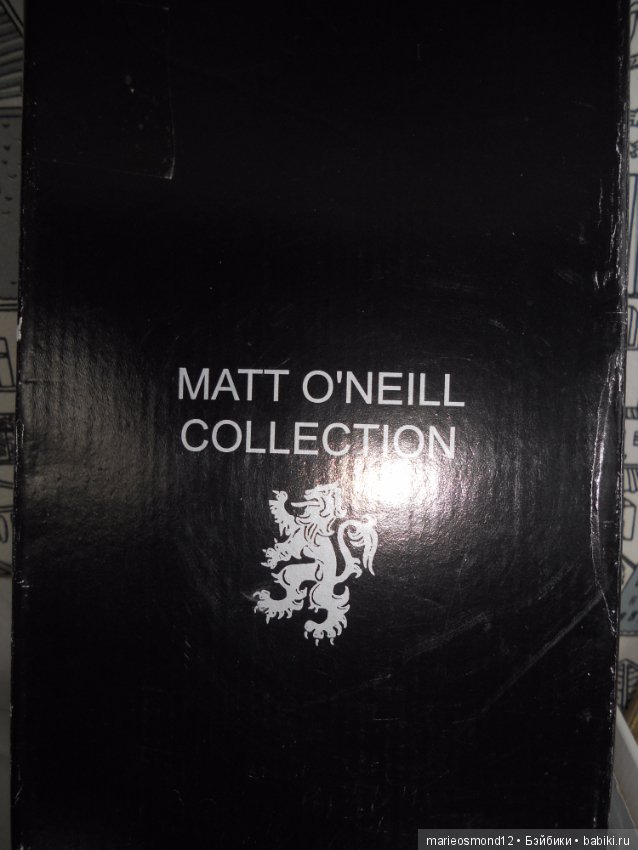 MATT O'NEILL
COLLECTION
marieosmond12 • Бэйбики • babiki.ru